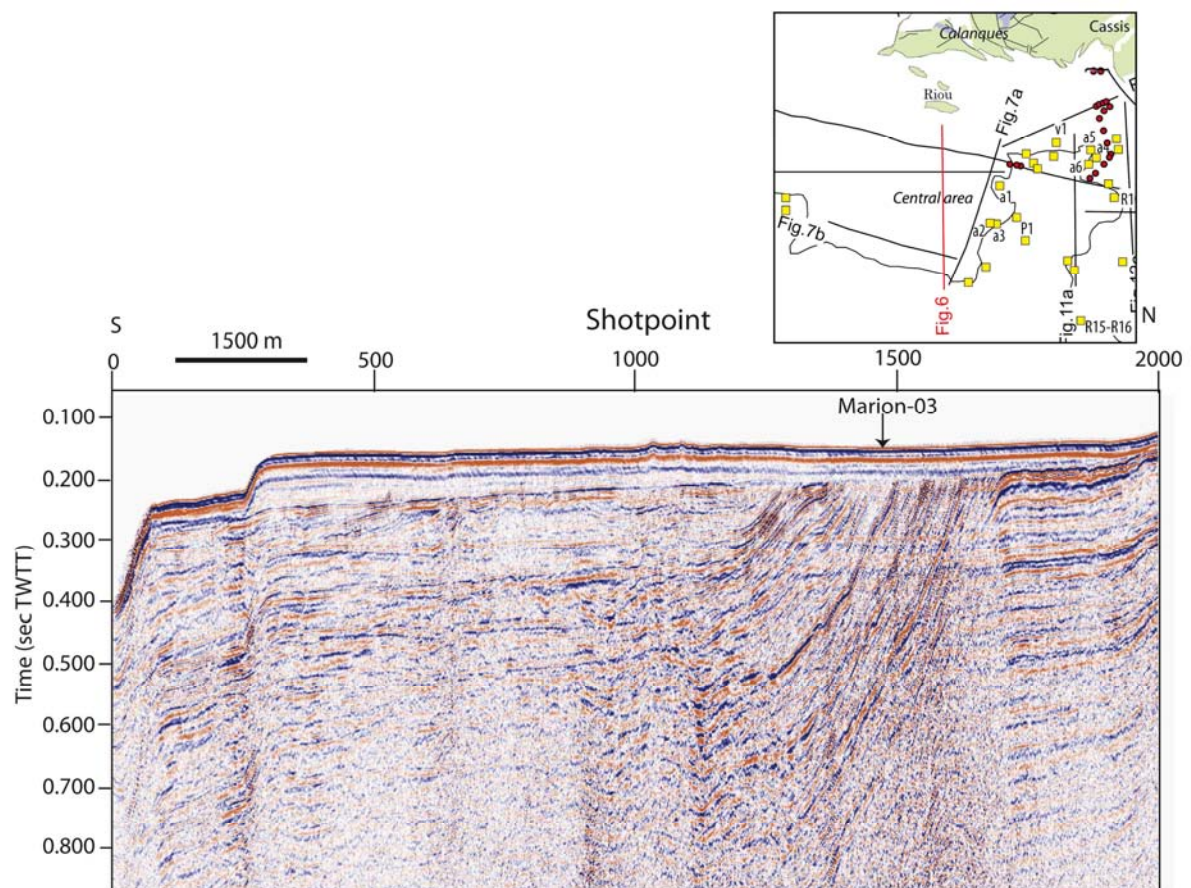 Cassis
Calanques
Riou
Fig.7a
v1
a5
a4
a6
a1
Central area
Fig.7b
a2
a3
P1
Fig.6
Fig.11a
R15-R16
S
N
Shotpoint
1500 m
0
500
1000
1500
2000
Marion-03
Time (sec TWTT)
0.100
0.200
0.300
0.400
0.500
0.600
0.700
0.800